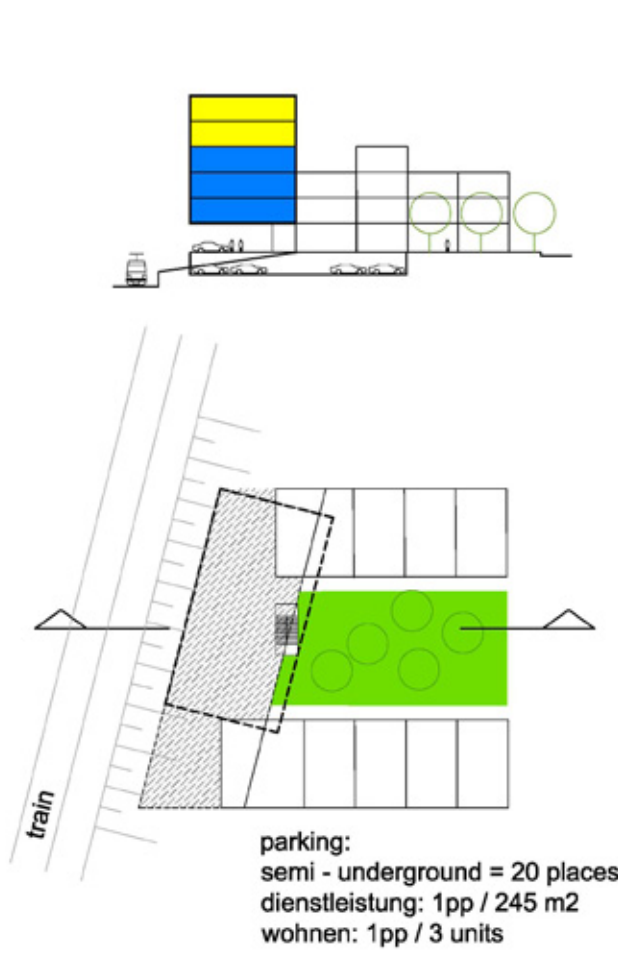 train
parking:
semi - underground = 20 places
dienstleistung: 1pp / 245 m2
wohnen: 1pp / 3 units